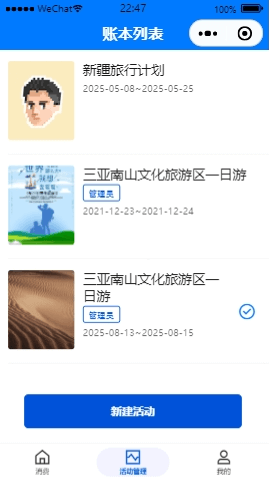 WeChat 22:47 100%
账本列表
新疆旅行计划
2025-05-08~2025-05-25
三亚南山文化旅游区一日游
管理员
2021-12-23~2021-12-24
三亚南山文化旅游区一
日游
管理员
2025-08-13~2025-08-15
新建活动
消费 活动管理 我的